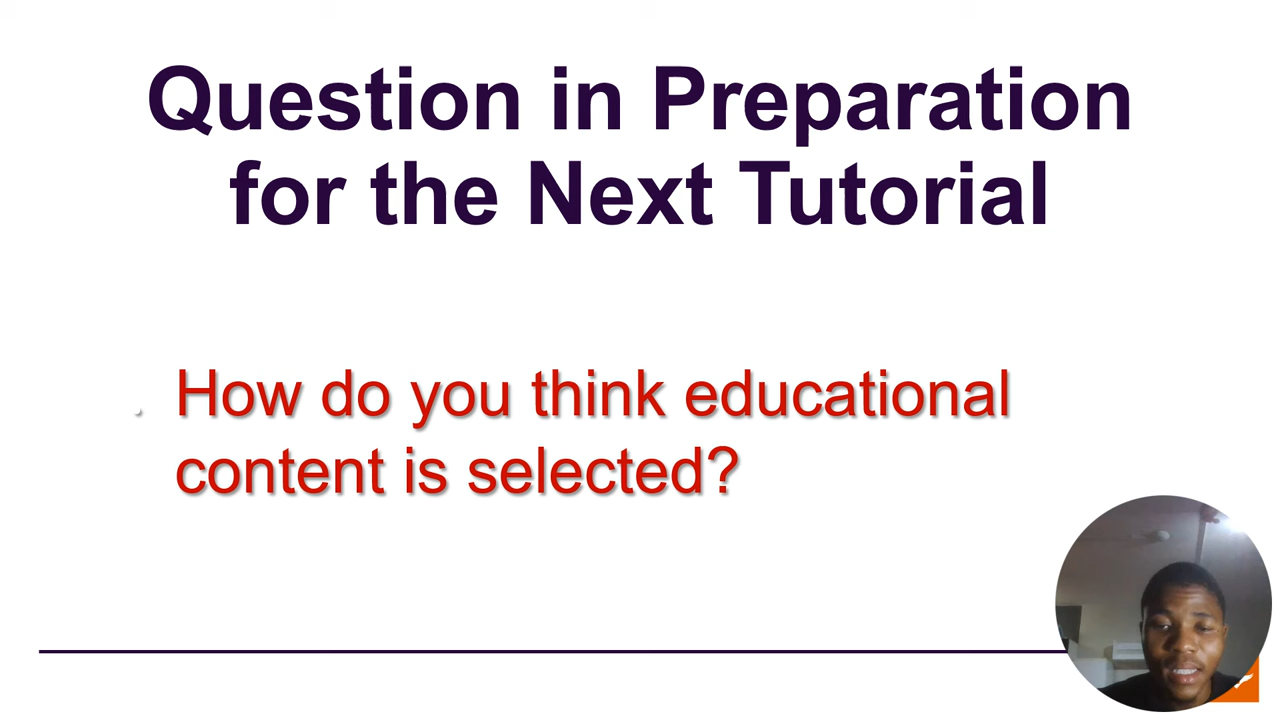 Question in Preparation
for the Next Tutorial
How do you think educational
content is selected?